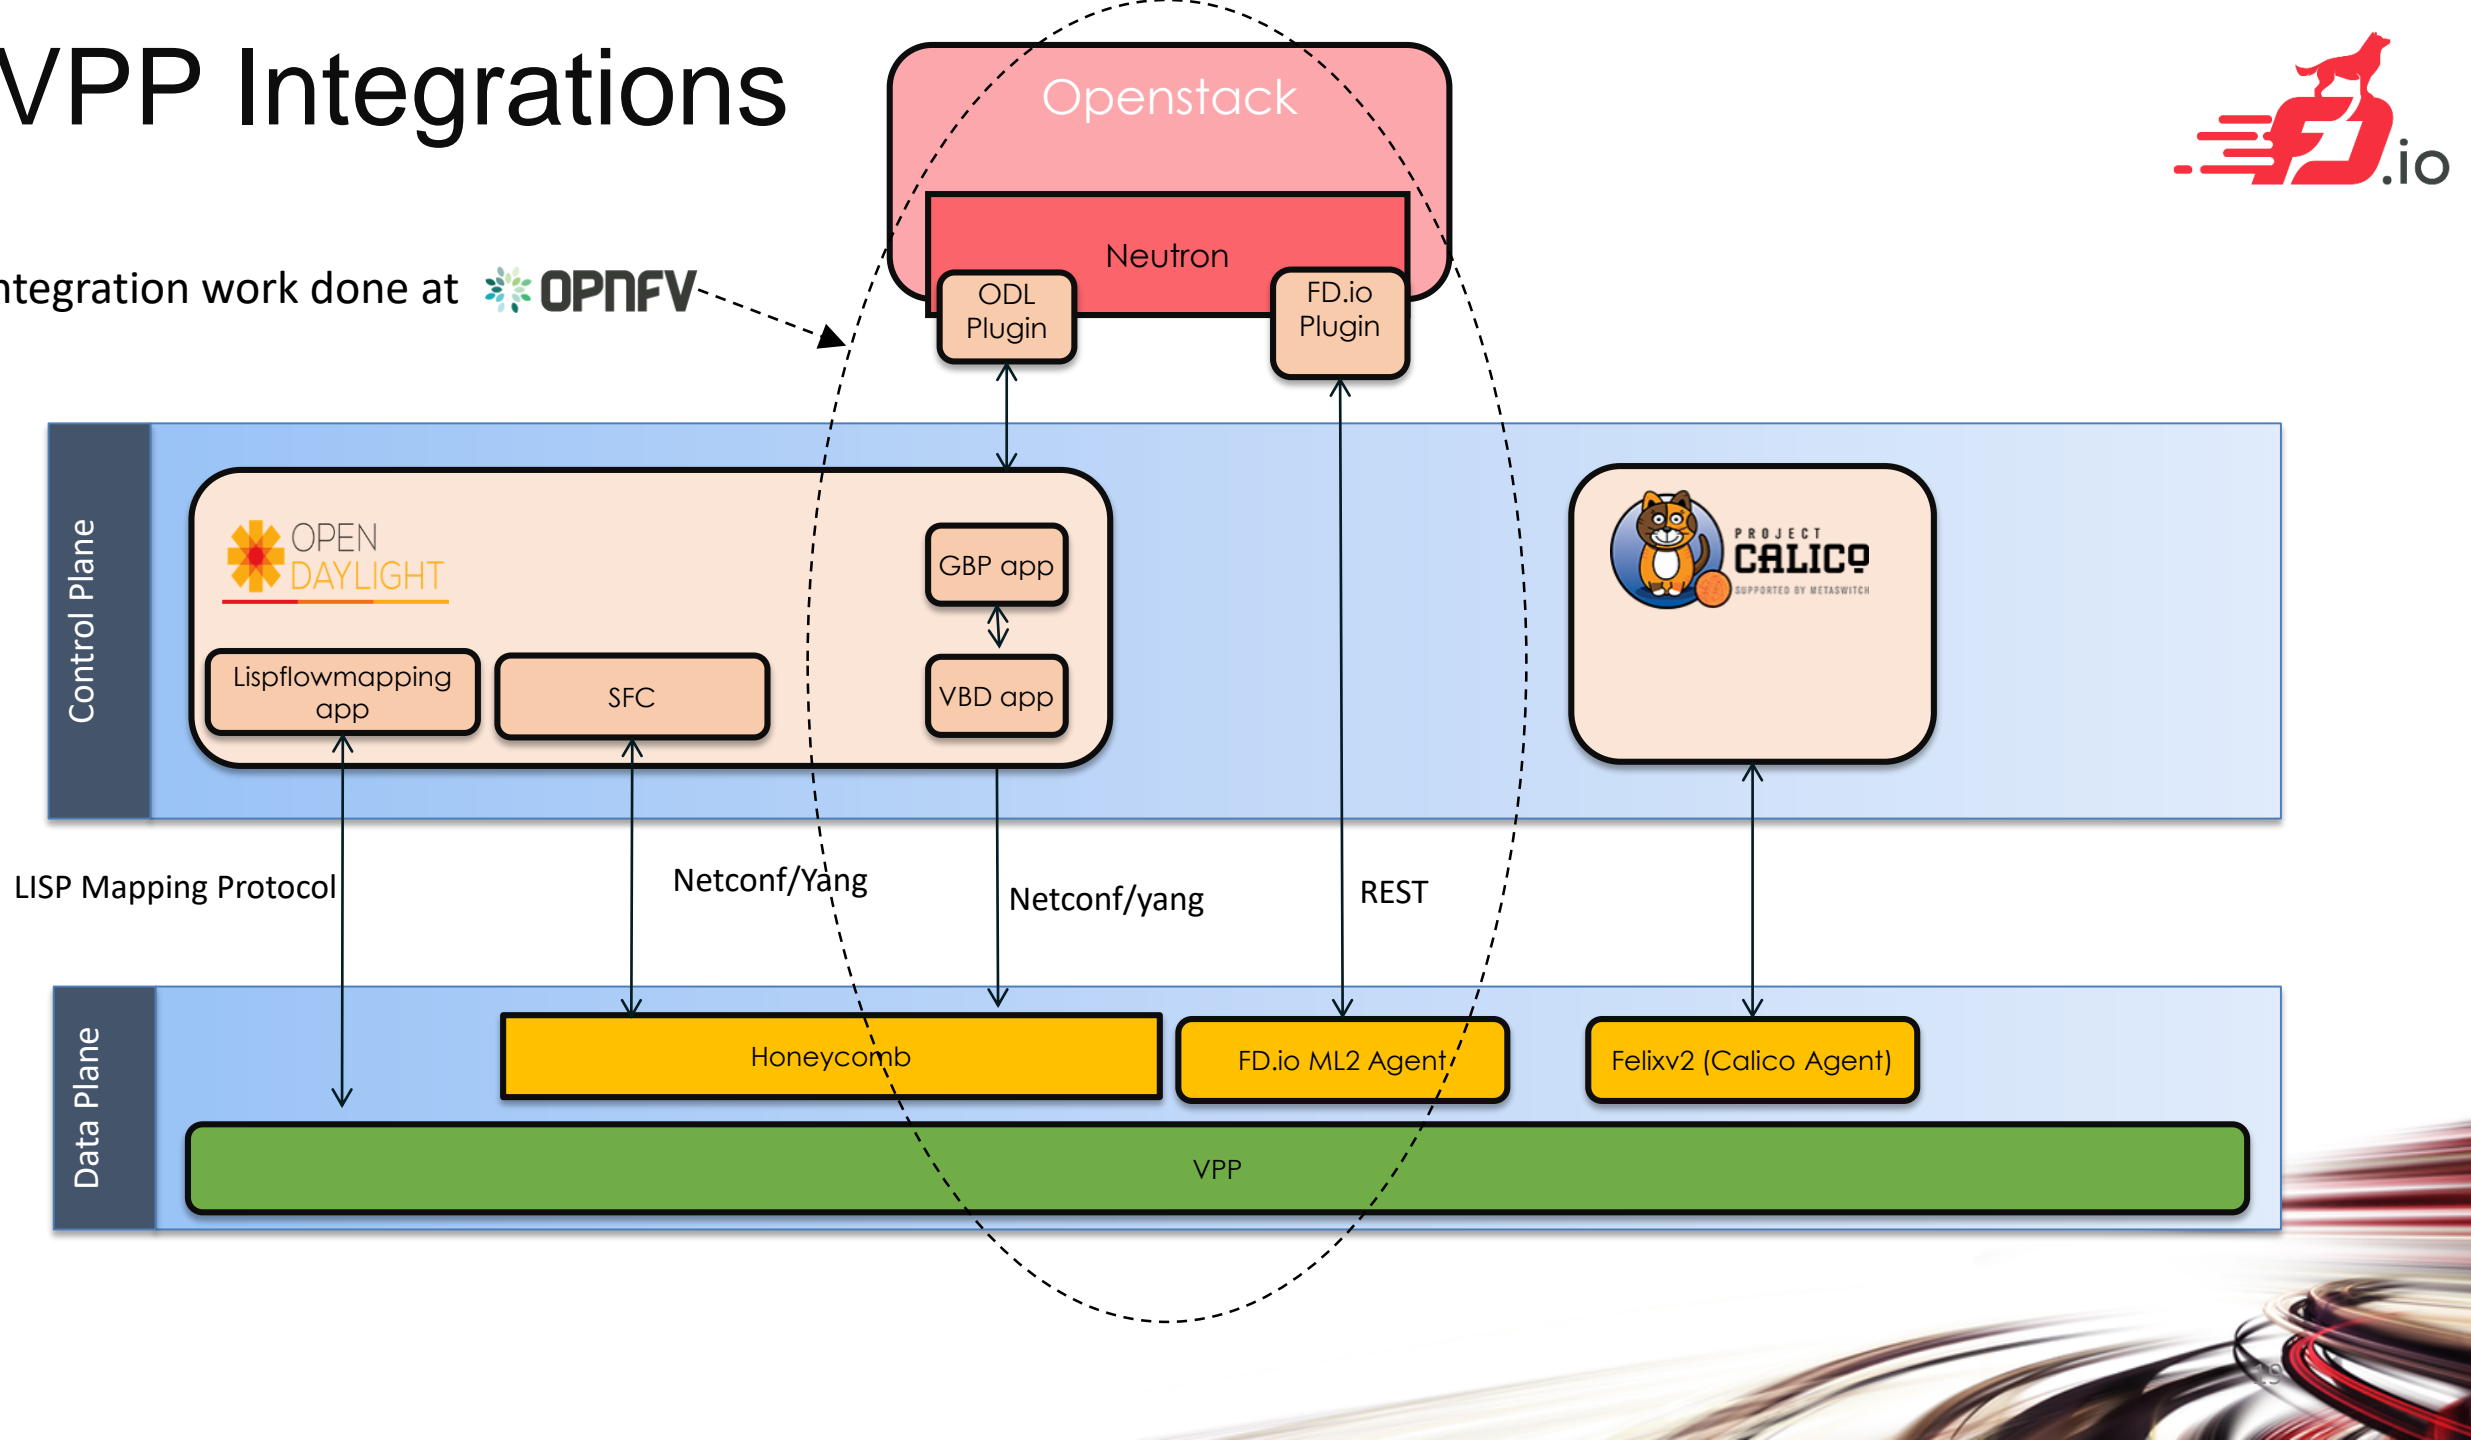 VPP Integrations
Openstack
.io
Neutron
ntegration work done at OPNFV
ODL
Plugin
FD.io
Plugin
Control Plane
OPEN
DAYLIGHT
GBP app
PROJECT
CALICO
SUPPORTED BY METASWITCH
Lispflowmapping
app
SFC
VBD app
LISP Mapping Protocol
Netconf/Yang
Netconf/yang
REST
Data Plane
Honeycomb
FD.io ML2 Agent
Felixv2 (Calico Agent)
VPP
19